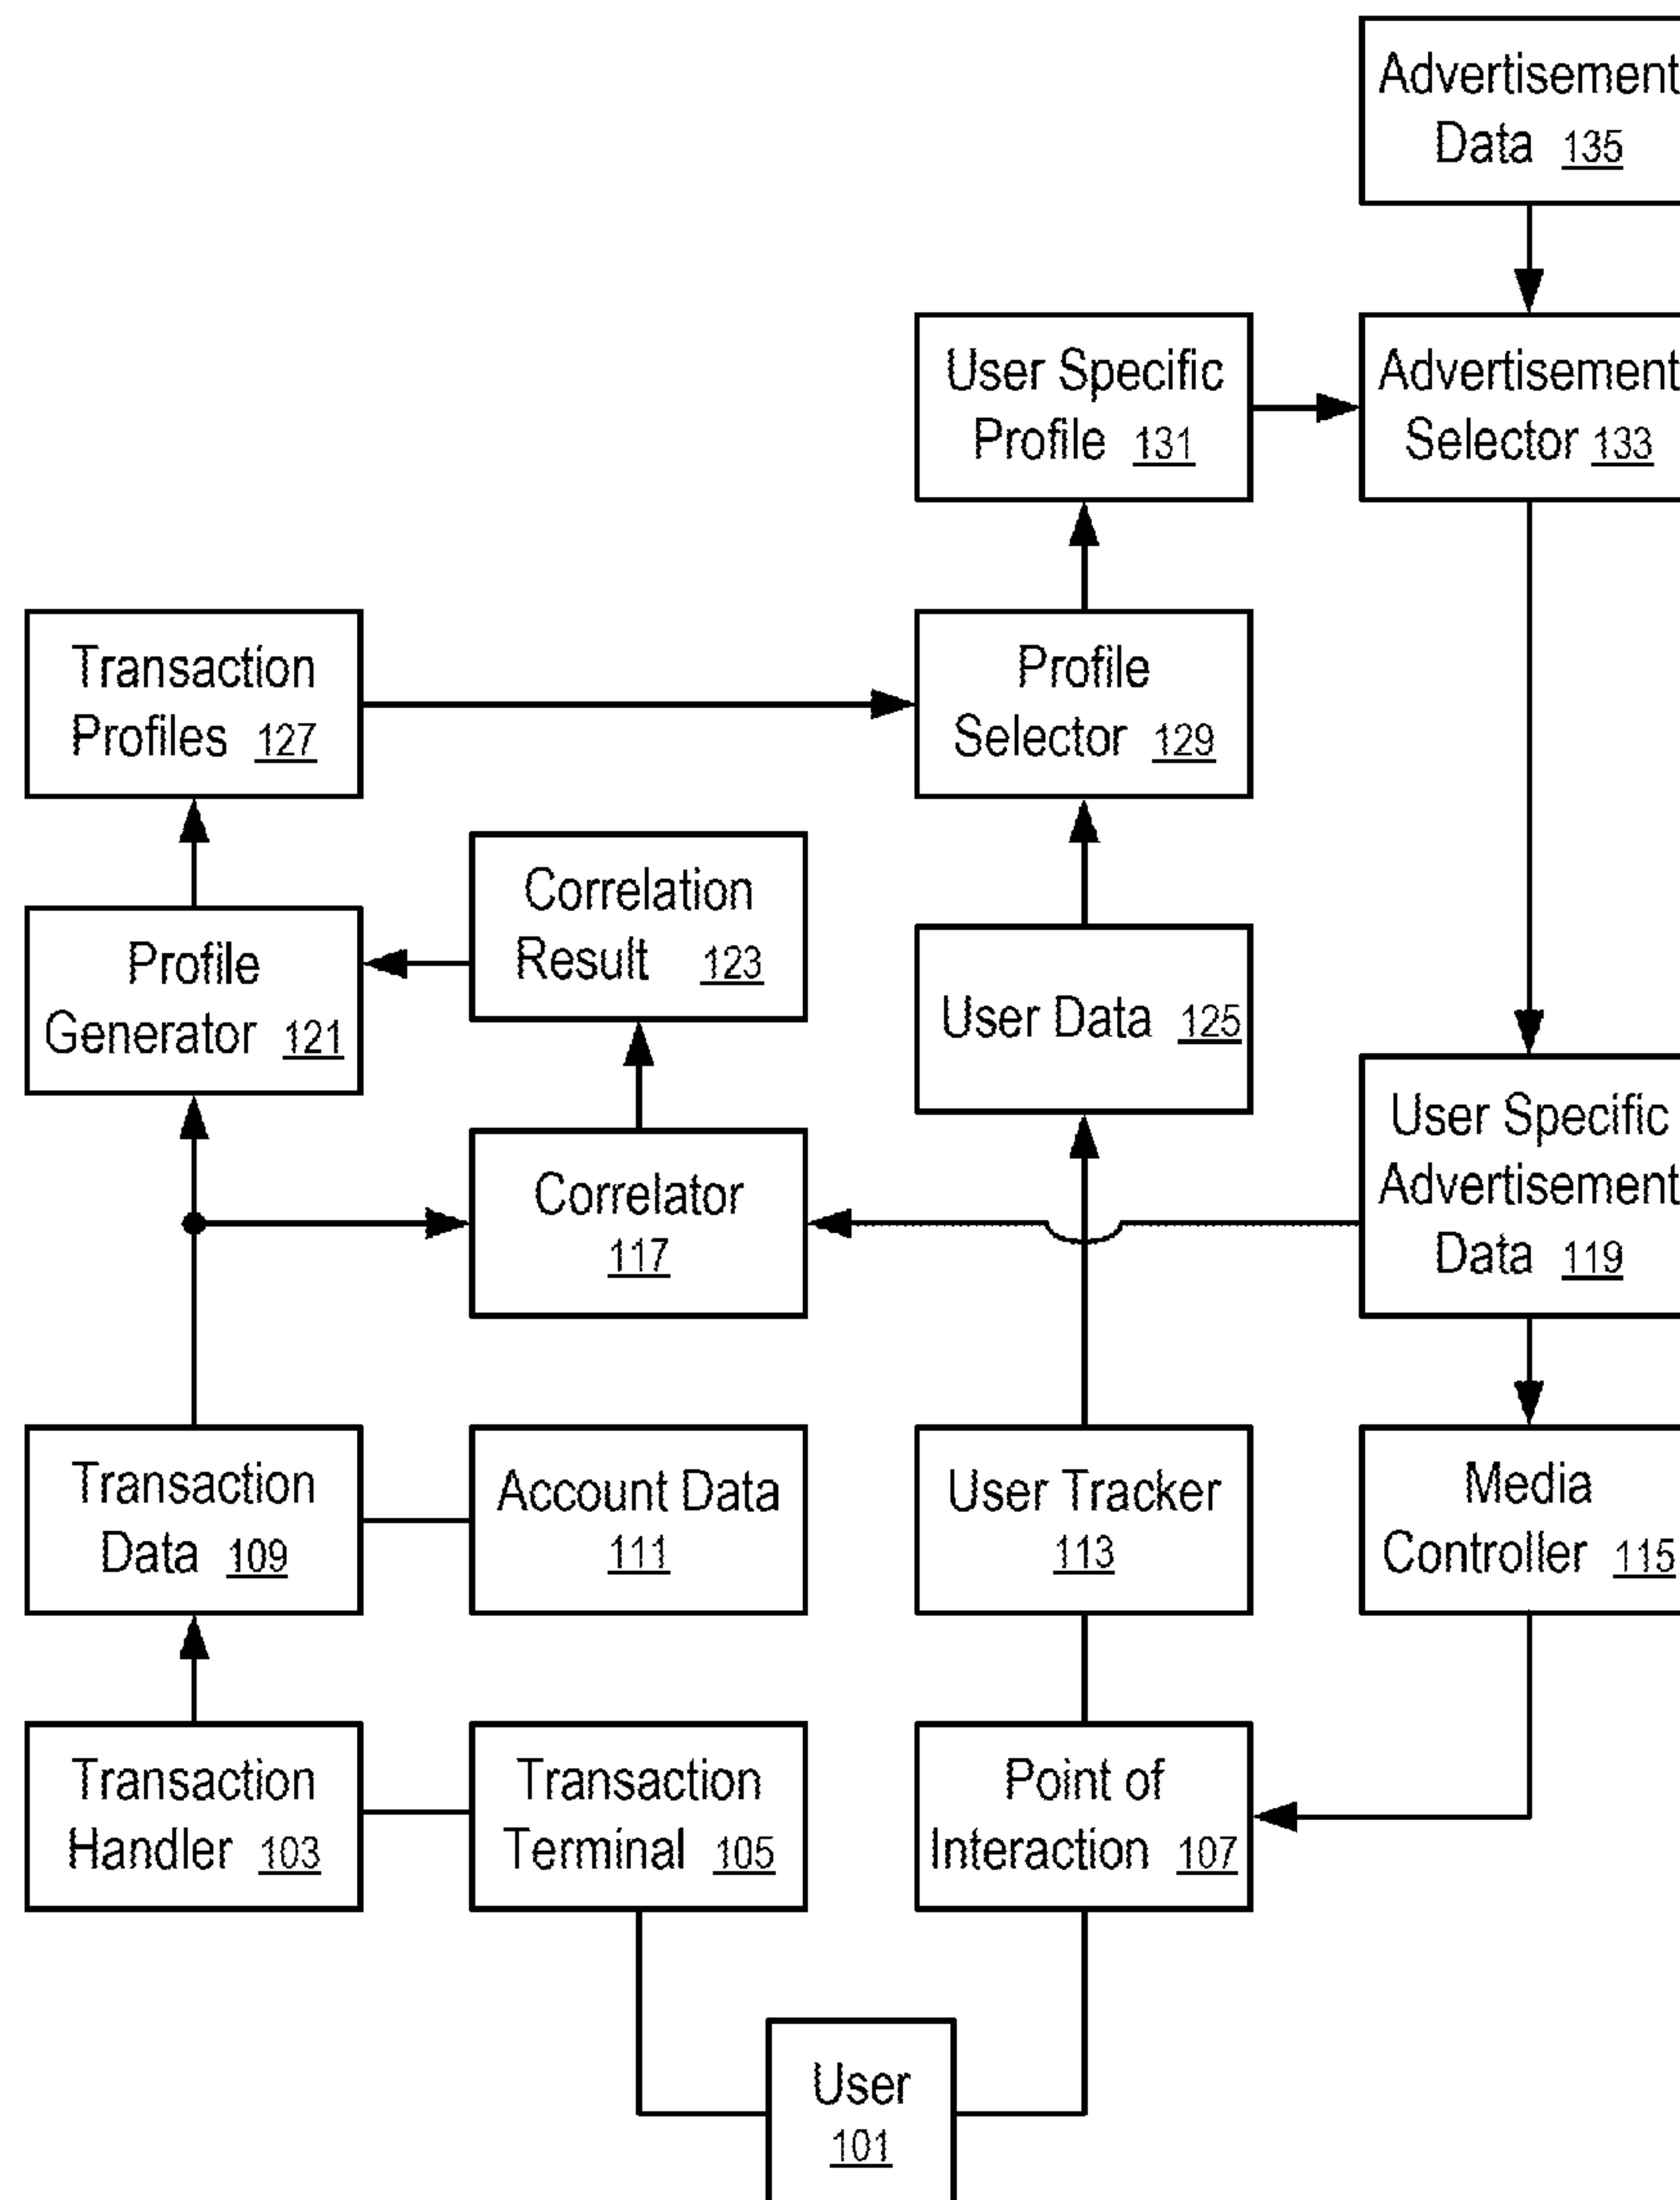 Advertisement
Data 135
User Specific
Profile 131
Advertisement
Selector 133
Transaction
Profiles 127
Profile
Selector 129
Correlation
Result 123
Profile
Generator 121
User Data 125
User Specific
Advertisement
Data 119
Correlator
117
Transaction
Data 109
Account Data
111
User Tracker
113
Media
Controller 115
Transaction
Handler 103
Transaction
Terminal 105
Point of
Interaction 107
User
101